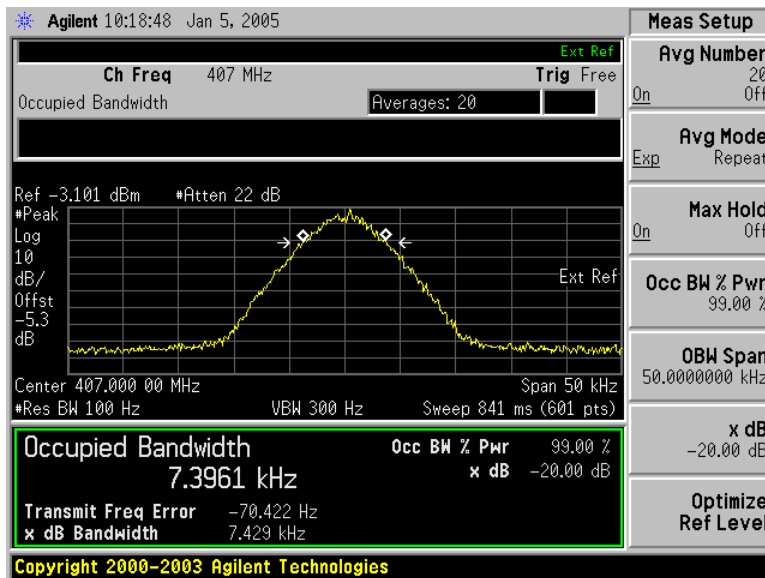 Agilent 10:18:48 Jan 5, 2005
Ext Ref
Ch Freq 407 MHz Trig Free
Occupied Bandwidth Averages: 20
Ref -3.101 dBm #Atten 22 dB
#Peak
Log
10
dB/
Offst
-5.3
dB
Ext Ref
Center 407.000 00 MHz Span 50 kHz
#Res BW 100 Hz VBW 300 Hz Sweep 841 ms (601 pts)
Occupied Bandwidth Occ BW % Pwr 99.00 %
7.3961 kHz x dB -20.00 dB
Transmit Freq Error -70.422 Hz
x dB Bandwidth 7.429 kHz
Copyright 2000-2003 Agilent Technologies
Meas Setup
Avg Number
20
On Off
Avg Mode
Exp Repeat
Max Hold
On Off
Occ BW % Pwr
99.00 %
OBW Span
50.0000000 kHz
x dB
-20.00 dB
Optimize
Ref Level